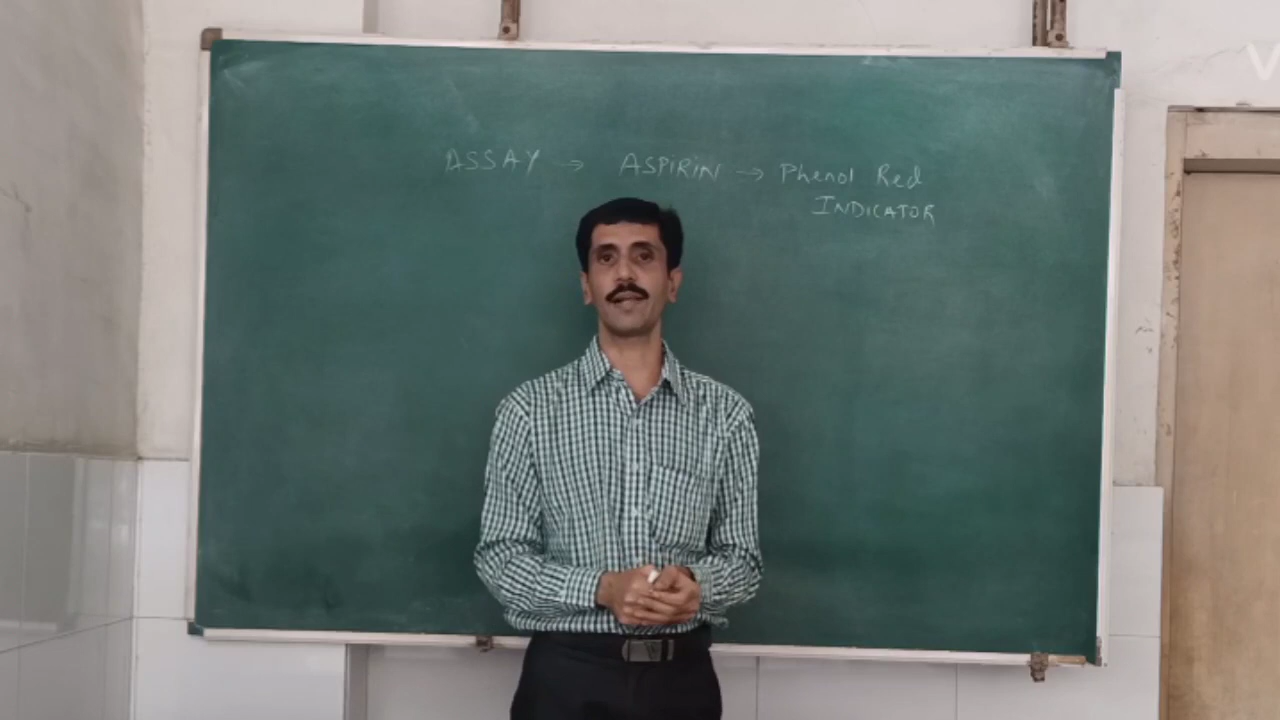 ASSAY → ASPIRIN → Phenol Red
INDICATOR